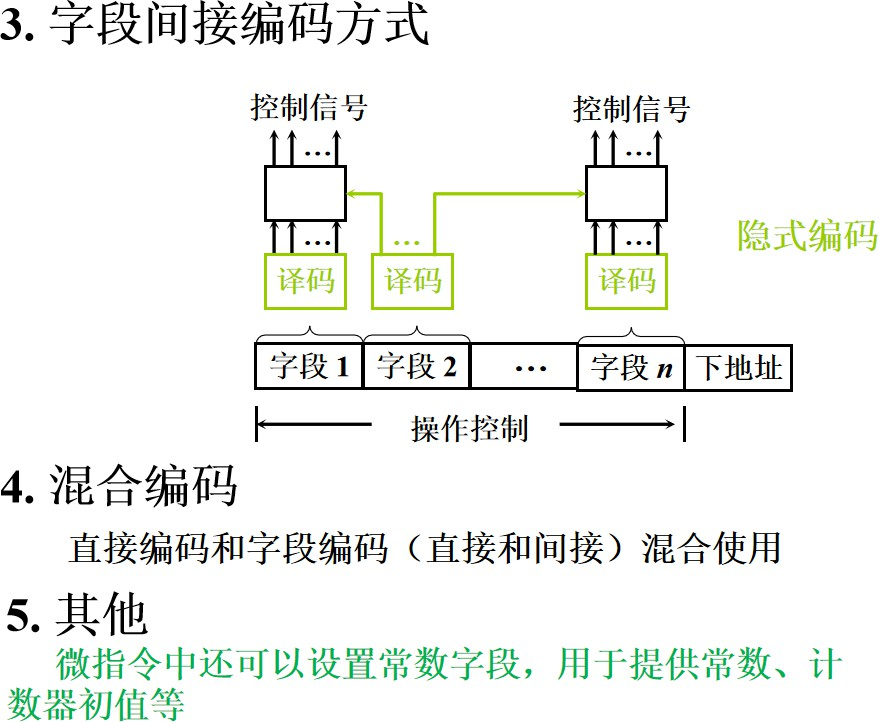 3. 字段间接编码方式
控制信号 控制信号
… …
… … …
隐式编码
译码 译码 译码
字段 1 字段 2 … 字段 n 下地址
操作控制
4. 混合编码
直接编码和字段编码（直接和间接）混合使用
5. 其他
微指令中还可以设置常数字段，用于提供常数、计
数器初值等